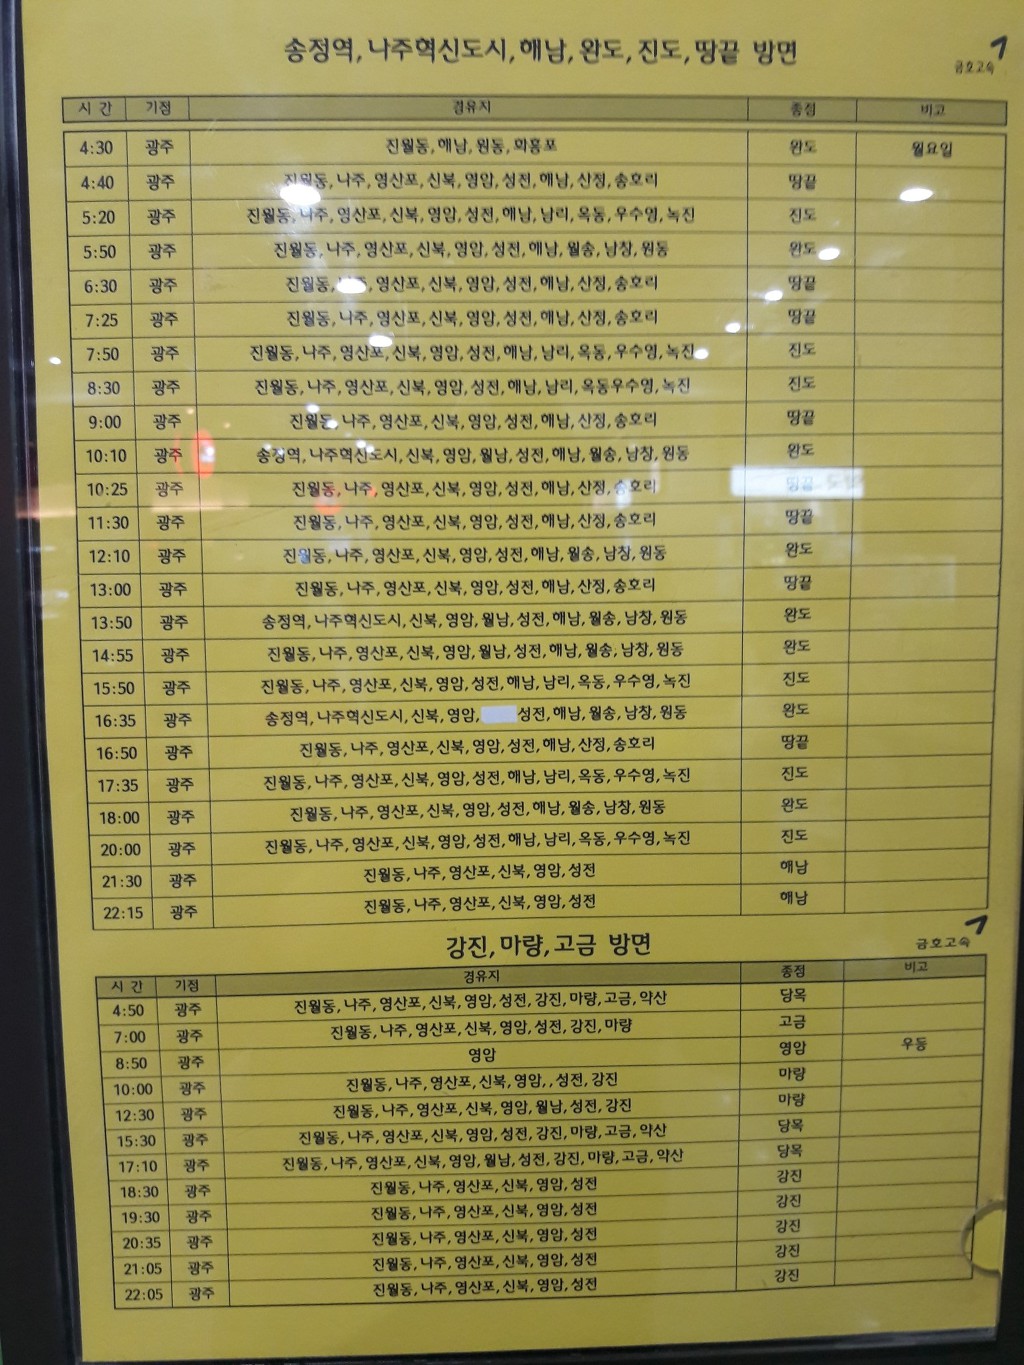 송정역, 나주혁신도시, 해남, 완도, 진도, 땅끝 방면
금호고속
시 간 기점 경유지 종점 비고
4:30 광주 진월동, 해남, 원동, 화흥포 완도 월요일
4:40 광주 진월동, 나주, 영산포, 신북, 영암, 성전, 해남, 산정, 송호리 땅끝
5:20 광주 진월동, 나주, 영산포, 신북, 영암, 성전, 해남, 남리, 옥동, 우수영, 녹진 진도
5:50 광주 진월동, 나주, 영산포, 신북, 영암, 성전, 해남, 월송, 남창, 원동 완도
6:30 광주 진월동, 나주, 영산포, 신북, 영암, 성전, 해남, 산정, 송호리 땅끝
7:25 광주 진월동, 나주, 영산포, 신북, 영암, 성전, 해남, 산정, 송호리 땅끝
7:50 광주 진월동, 나주, 영산포, 신북, 영암, 성전, 해남, 남리, 옥동, 우수영, 녹진 진도
8:30 광주 진월동, 나주, 영산포, 신북, 영암, 성전, 해남, 남리, 옥동우수영, 녹진 진도
9:00 광주 진월동, 나주, 영산포, 신북, 영암, 성전, 해남, 산정, 송호리 땅끝
10:10 광주 송정역, 나주혁신도시, 신북, 영암, 월남, 성전, 해남, 월송, 남창, 원동 완도
10:25 광주 진월동, 나주, 영산포, 신북, 영암, 성전, 해남, 산정, 송호리 땅끝
11:30 광주 진월동, 나주, 영산포, 신북, 영암, 성전, 해남, 산정, 송호리 땅끝
12:10 광주 진월동, 나주, 영산포, 신북, 영암, 성전, 해남, 월송, 남창, 원동 완도
13:00 광주 진월동, 나주, 영산포, 신북, 영암, 성전, 해남, 산정, 송호리 땅끝
13:50 광주 송정역, 나주혁신도시, 신북, 영암, 월남, 성전, 해남, 월송, 남창, 원동 완도
14:55 광주 진월동, 나주, 영산포, 신북, 영암, 월남, 성전, 해남, 월송, 남창, 원동 완도
15:50 광주 진월동, 나주, 영산포, 신북, 영암, 성전, 해남, 남리, 옥동, 우수영, 녹진 진도
16:35 광주 송정역, 나주혁신도시, 신북, 영암, 성전, 해남, 월송, 남창, 원동 완도
16:50 광주 진월동, 나주, 영산포, 신북, 영암, 성전, 해남, 산정, 송호리 땅끝
17:35 광주 진월동, 나주, 영산포, 신북, 영암, 성전, 해남, 남리, 옥동, 우수영, 녹진 진도
18:00 광주 진월동, 나주, 영산포, 신북, 영암, 성전, 해남, 월송, 남창, 원동 완도
20:00 광주 진월동, 나주, 영산포, 신북, 영암, 성전, 해남, 남리, 옥동, 우수영, 녹진 진도
21:30 광주 진월동, 나주, 영산포, 신북, 영암, 성전 해남
22:15 광주 진월동, 나주, 영산포, 신북, 영암, 성전 해남
강진, 마량, 고금 방면
금호고속
시 간 기점 경유지 종점 비고
4:50 광주 진월동, 나주, 영산포, 신북, 영암, 성전, 강진, 마량, 고금, 약산 당목
7:00 광주 진월동, 나주, 영산포, 신북, 영암, 성전, 강진, 마량 고금
8:50 광주 영암 영암 우등
10:00 광주 진월동, 나주, 영산포, 신북, 영암, , 성전, 강진 마량
12:30 광주 진월동, 나주, 영산포, 신북, 영암, 월남, 성전, 강진 마량
15:30 광주 진월동, 나주, 영산포, 신북, 영암, 성전, 강진, 마량, 고금, 약산 당목
17:10 광주 진월동, 나주, 영산포, 신북, 영암, 월남, 성전, 강진, 마량, 고금, 약산 당목
18:30 광주 진월동, 나주, 영산포, 신북, 영암, 성전 강진
19:30 광주 진월동, 나주, 영산포, 신북, 영암, 성전 강진
20:35 광주 진월동, 나주, 영산포, 신북, 영암, 성전 강진
21:05 광주 진월동, 나주, 영산포, 신북, 영암, 성전 강진
22:05 광주 진월동, 나주, 영산포, 신북, 영암, 성전 강진